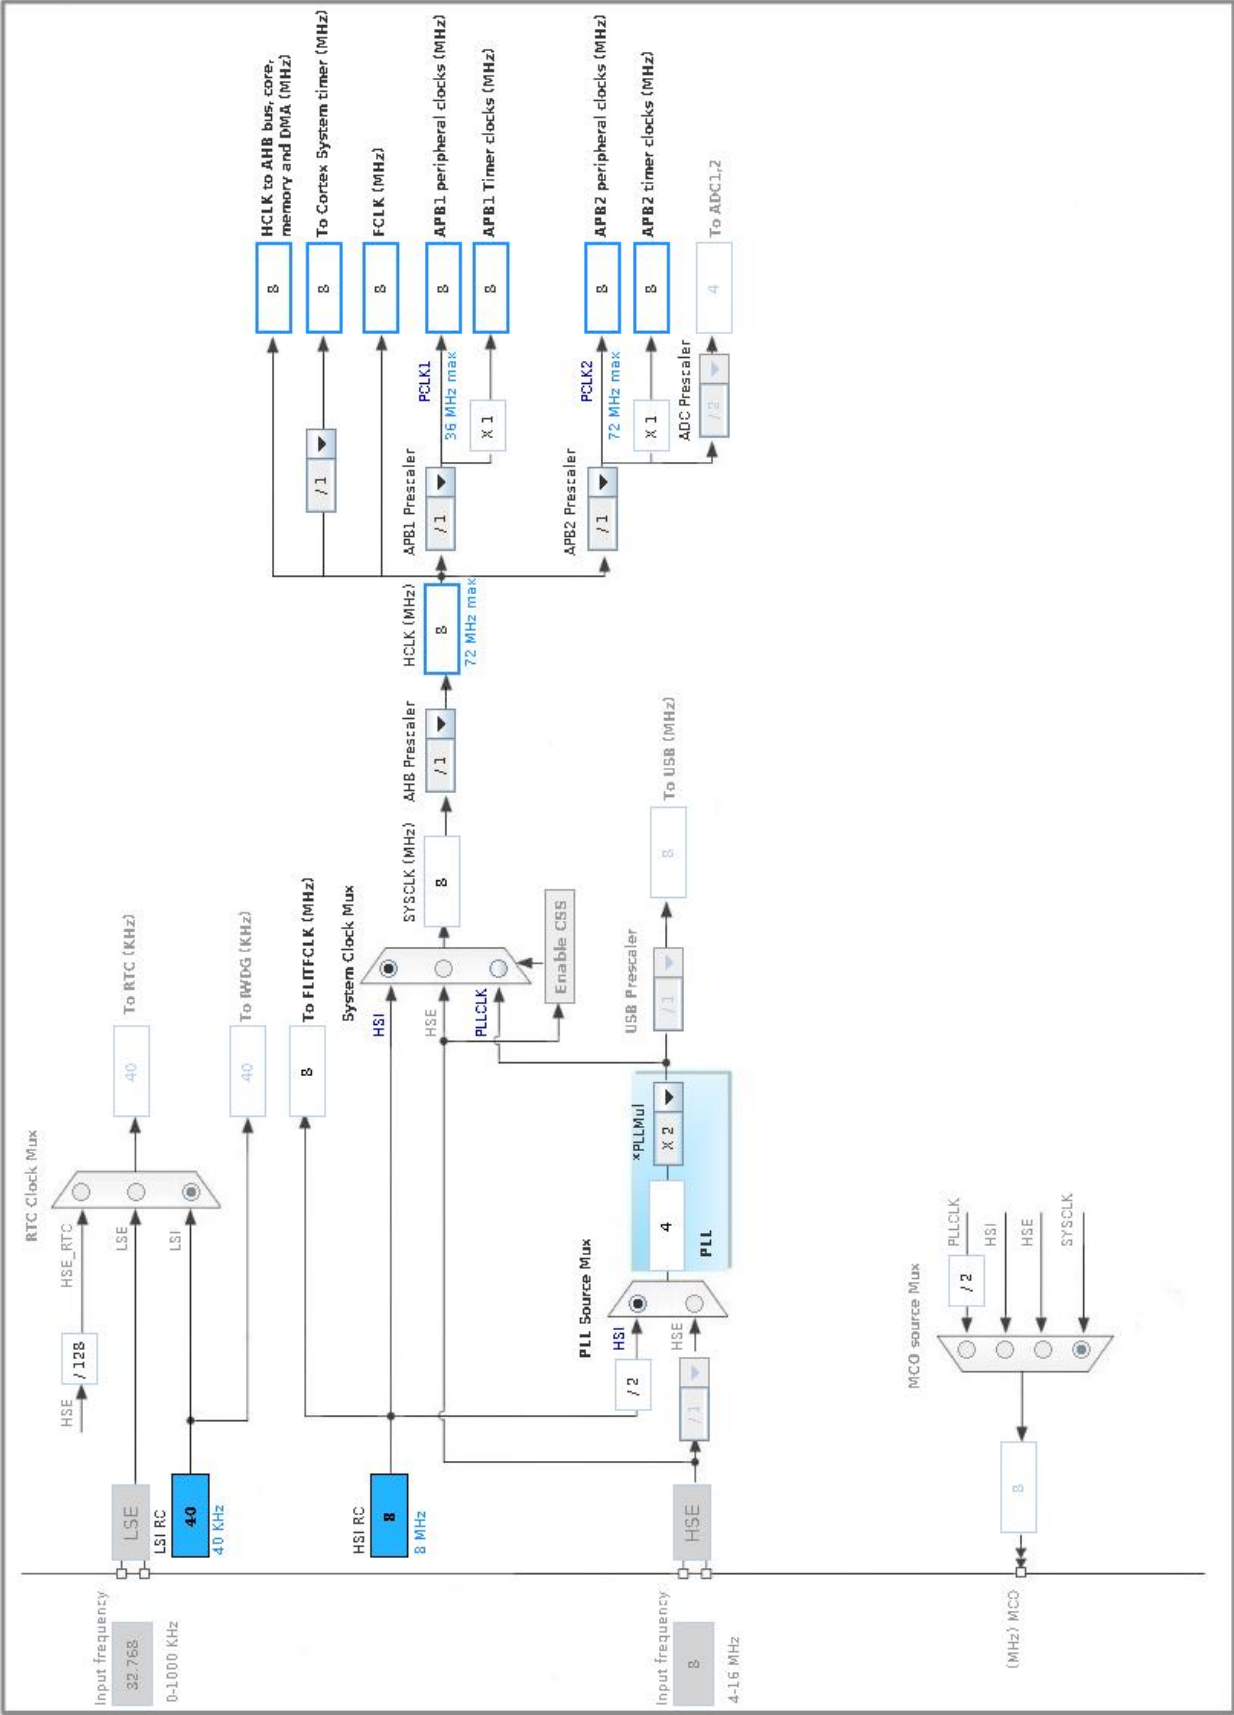 RTC Clock Mux
HSE
/ 128
HSE_RTC
Input frequency
32.768
0-1000 KHz
LSE
LSE
40
To RTC (KHz)
LSI RC
40
40 KHz
LSI
40
To IWDG (KHz)
8
To FLITFCLK (MHz)
HSI RC
8
8 MHz
System Clock Mux
HSI
HSE
PLLCLK
Enable CSS
SYSCLK (MHz)
8
AHB Prescaler
/ 1
HCLK (MHz)
8
72 MHz max
8
HCLK to AHB bus, core,
memory and DMA (MHz)
/ 1
8
To Cortex System timer (MHz)
8
FCLK (MHz)
APB1 Prescaler
/ 1
PCLK1
36 MHz max
8
APB1 peripheral clocks (MHz)
X 1
8
APB1 Timer clocks (MHz)
APB2 Prescaler
/ 1
PCLK2
72 MHz max
8
APB2 peripheral clocks (MHz)
X 1
8
APB2 timer clocks (MHz)
ADC Prescaler
/ 2
4
To ADC1,2
PLL Source Mux
/ 2
HSI
Input frequency
8
4-16 MHz
HSE
/ 1
HSE
4
*PLLMul
X 2
PLL
USB Prescaler
/ 1
8
To USB (MHz)
MCO source Mux
(MHz) MCO
8
/ 2
PLLCLK
HSI
HSE
SYSCLK